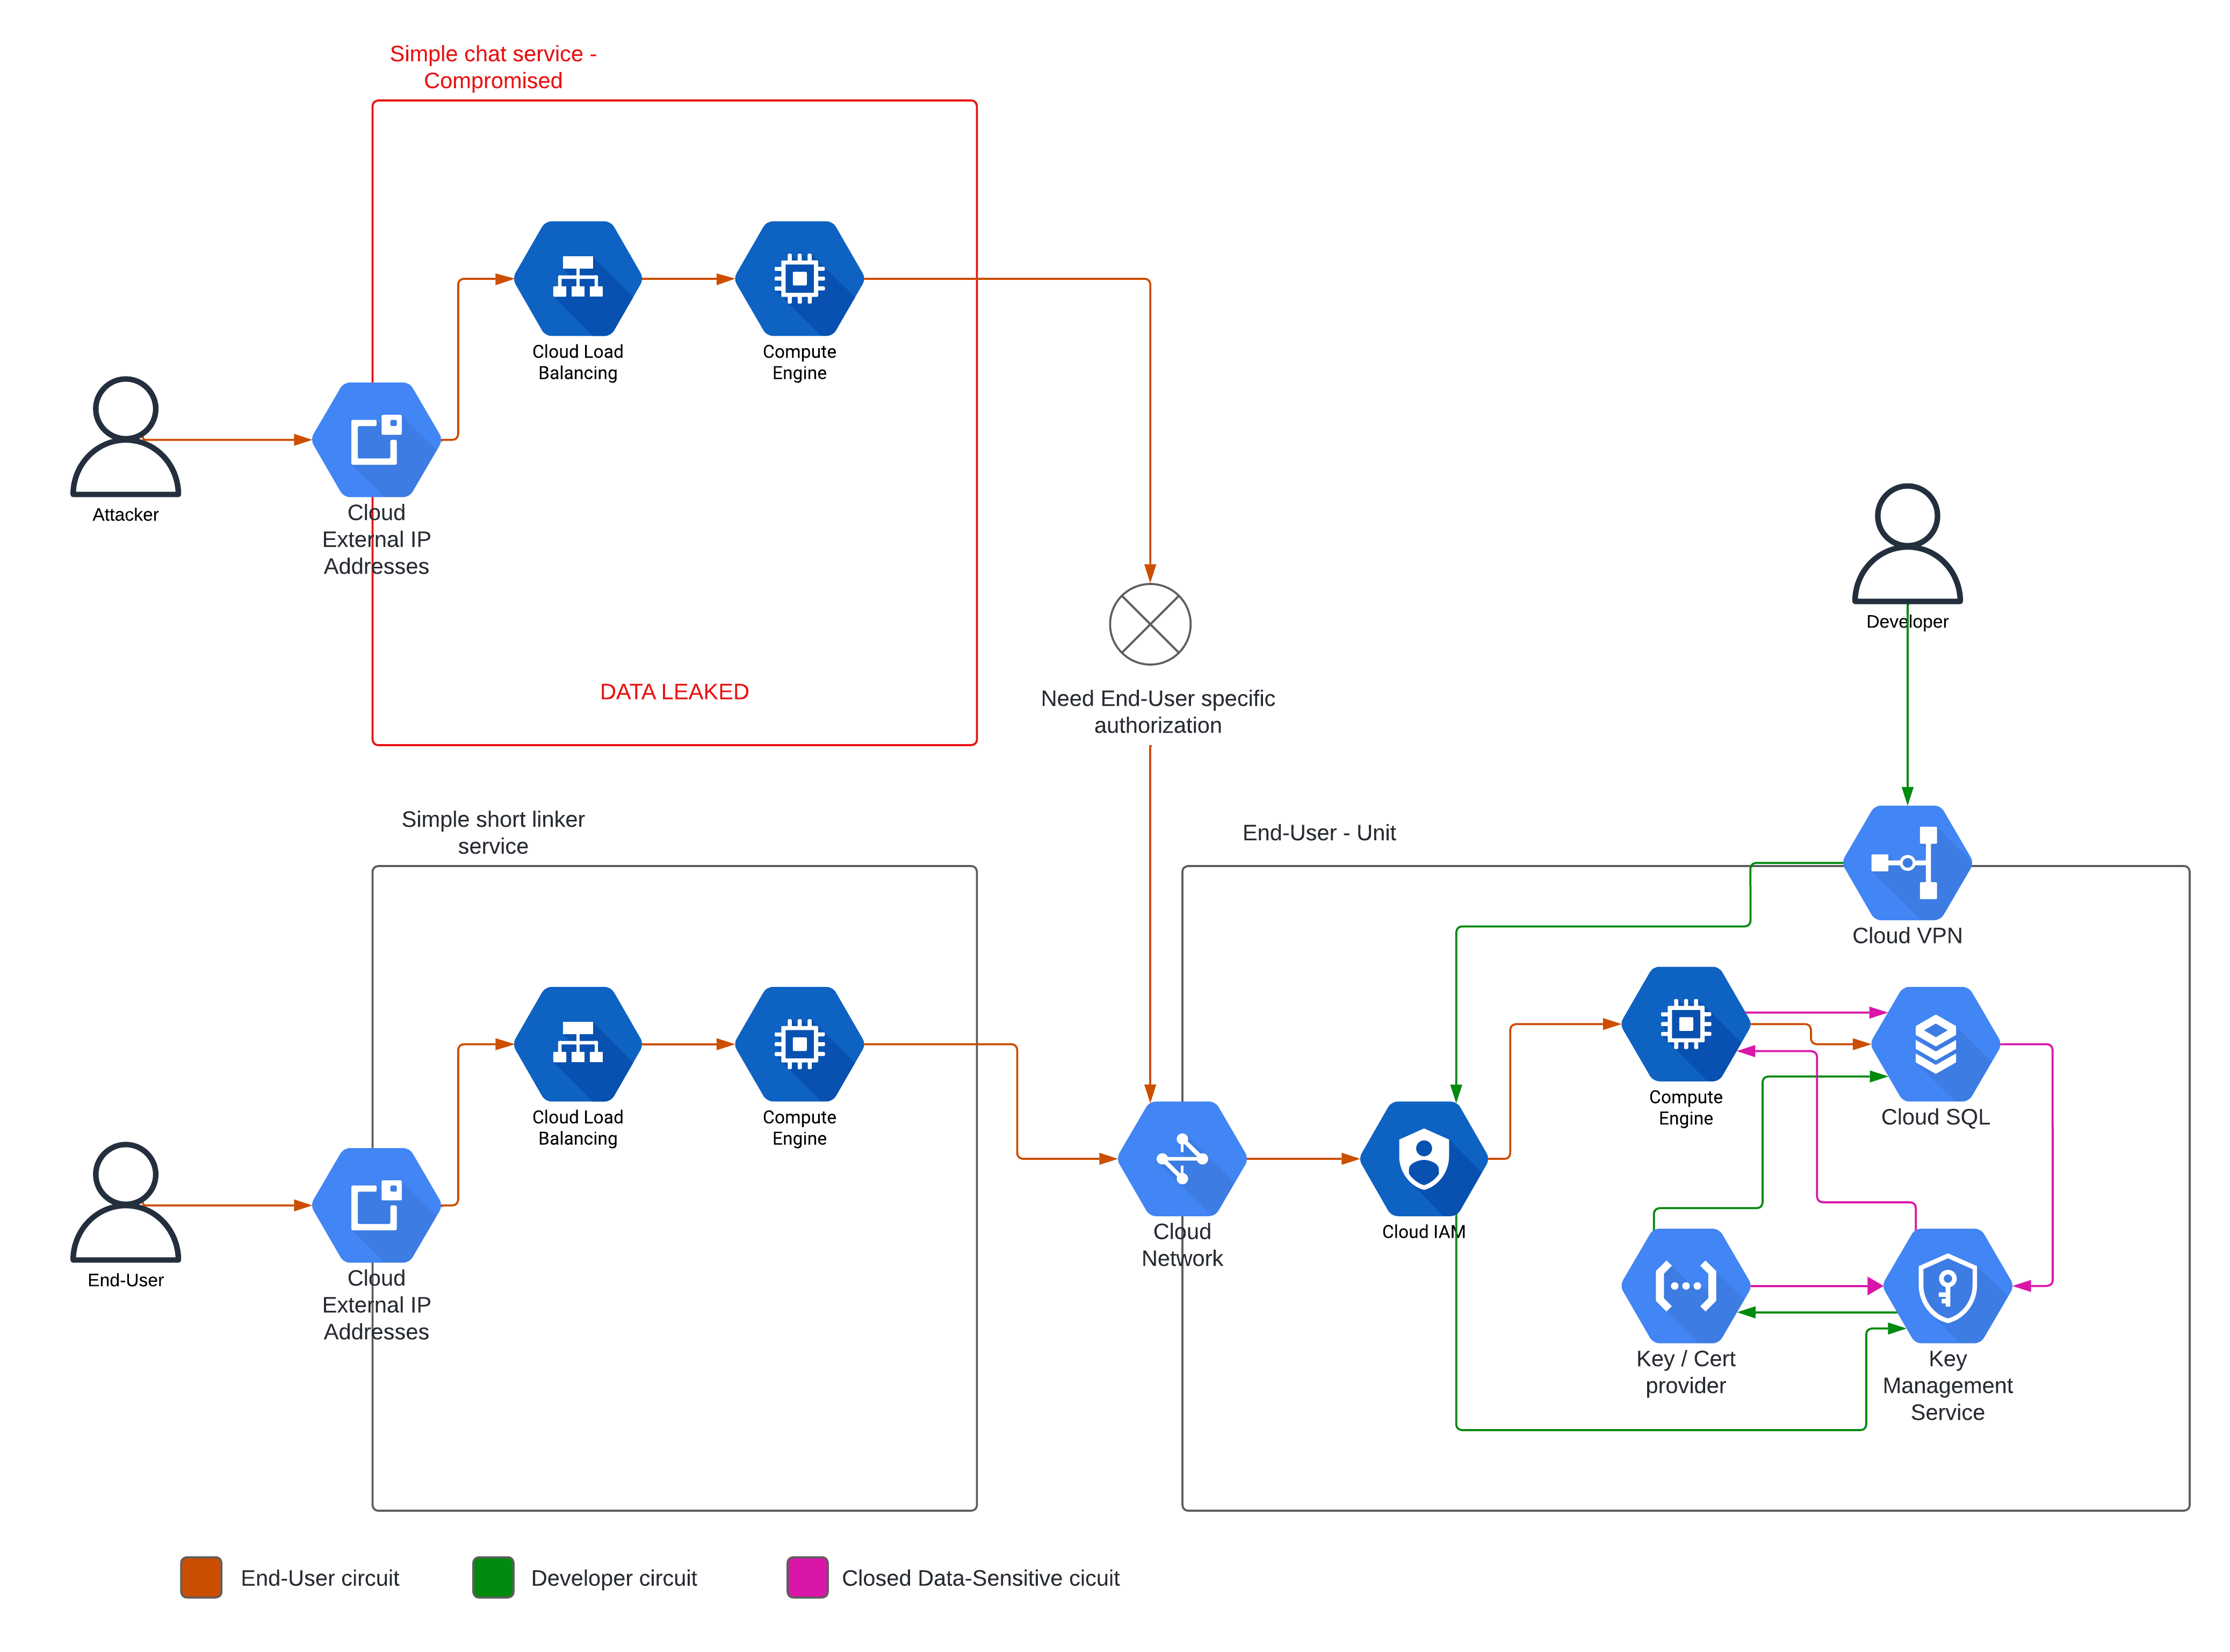 Simple chat service -
Compromised
Cloud Load
Balancing
Compute
Engine
Attacker
Cloud
External IP
Addresses
DATA LEAKED
Need End-User specific
authorization
Developer
Simple short linker
service
End-User - Unit
Cloud VPN
Cloud Load
Balancing
Compute
Engine
Compute
Engine
Cloud SQL
End-User
Cloud
External IP
Addresses
Cloud
Network
Cloud IAM
Key / Cert
provider
Key
Management
Service
End-User circuit
Developer circuit
Closed Data-Sensitive cicuit